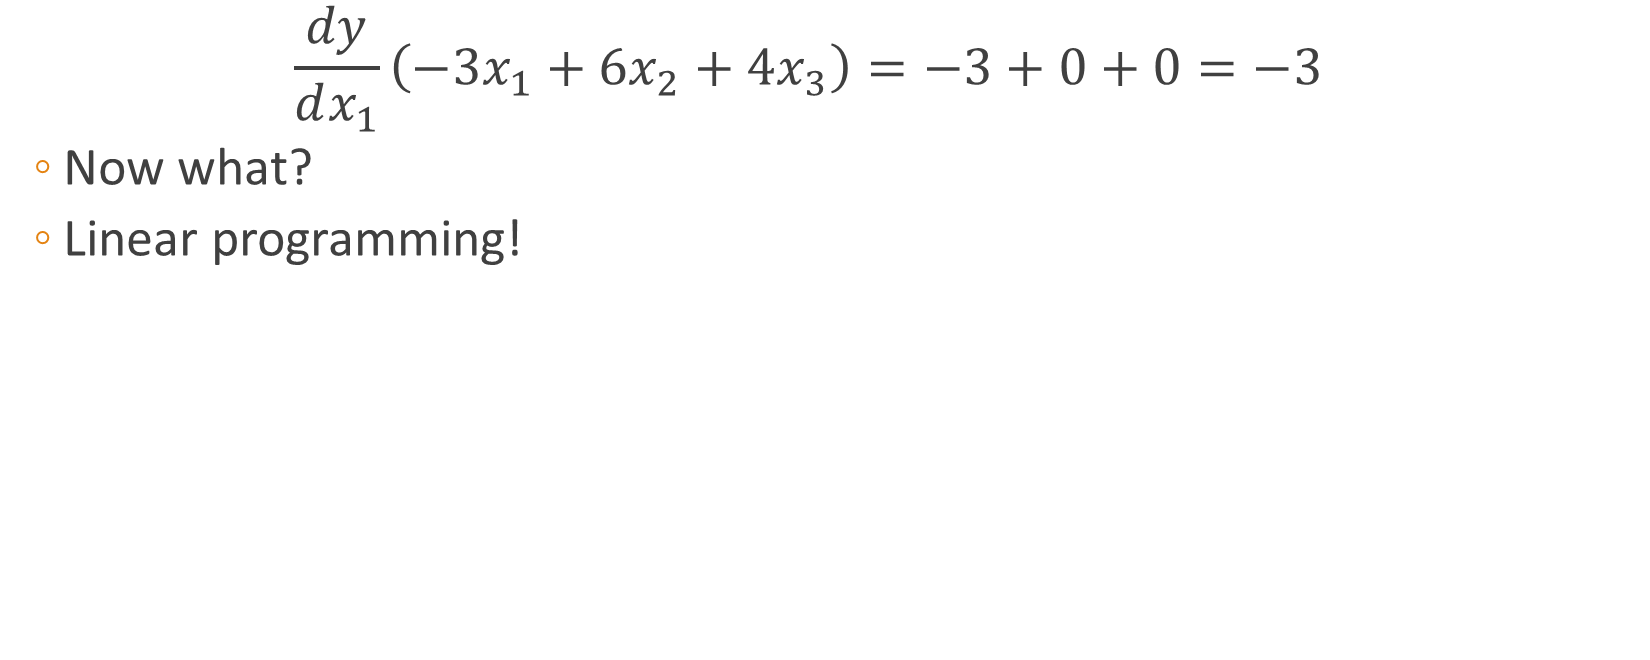 dy/dx₁ (−3x₁ + 6x₂ + 4x₃) = −3 + 0 + 0 = −3
◦ Now what?
◦ Linear programming!